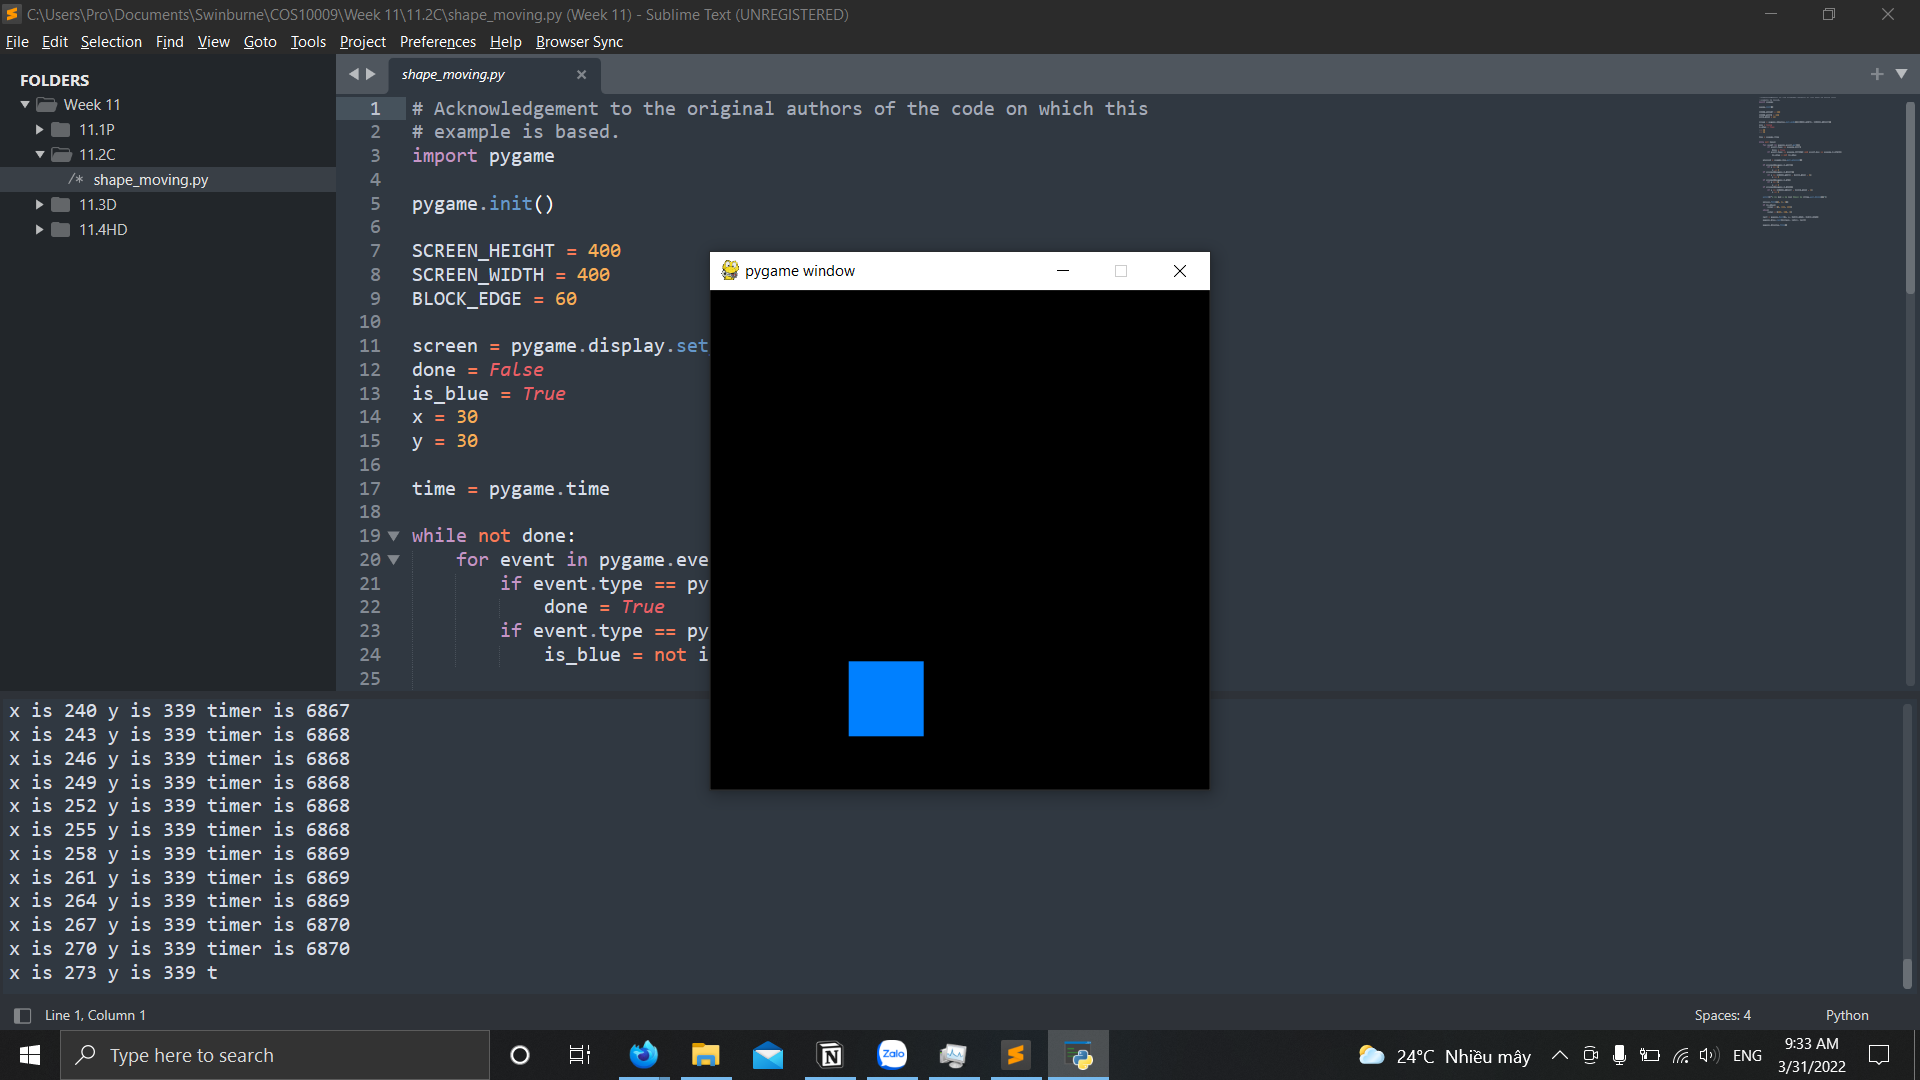 C:\Users\Pro\Documents\Swinburne\COS10009\Week 11\11.2C\shape_moving.py (Week 11) - Sublime Text (UNREGISTERED)
File Edit Selection Find View Goto Tools Project Preferences Help Browser Sync
FOLDERS
Week 11
11.1P
11.2C
/* shape_moving.py
11.3D
11.4HD
shape_moving.py
1 # Acknowledgement to the original authors of the code on which this
2 # example is based.
3 import pygame
4
5 pygame.init()
6
7 SCREEN_HEIGHT = 400
8 SCREEN_WIDTH = 400
9 BLOCK_EDGE = 60
10
11 screen = pygame.display.set
12 done = False
13 is_blue = True
14 x = 30
15 y = 30
16
17 time = pygame.time
18
19 while not done:
20 for event in pygame.eve
21 if event.type == py
22 done = True
23 if event.type == py
24 is_blue = not i
25
pygame window
x is 240 y is 339 timer is 6867
x is 243 y is 339 timer is 6868
x is 246 y is 339 timer is 6868
x is 249 y is 339 timer is 6868
x is 252 y is 339 timer is 6868
x is 255 y is 339 timer is 6868
x is 258 y is 339 timer is 6869
x is 261 y is 339 timer is 6869
x is 264 y is 339 timer is 6869
x is 267 y is 339 timer is 6870
x is 270 y is 339 timer is 6870
x is 273 y is 339 t
Line 1, Column 1
Spaces: 4
Python
Type here to search
Zalo
24°C Nhiều mây
ENG
9:33 AM
3/31/2022